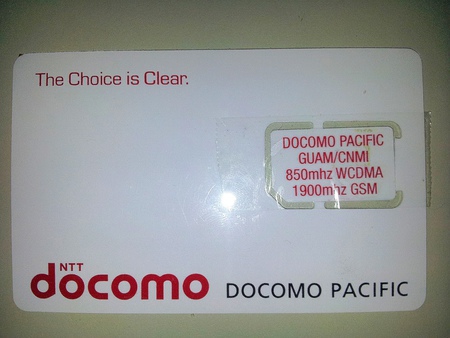 The Choice is Clear.
DOCOMO PACIFIC
GUAM/CNMI
850mhz WCDMA
1900mhz GSM
NTT
docomo DOCOMO PACIFIC